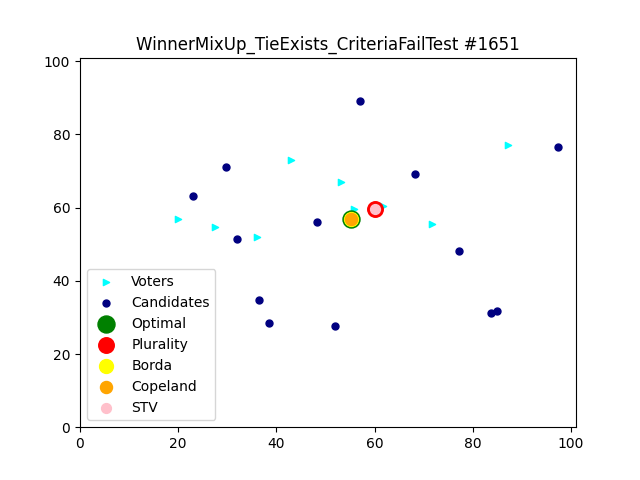 WinnerMixUp_TieExists_CriteriaFailTest #1651
100
80
60
40
20
0
Voters
Candidates
Optimal
Plurality
Borda
Copeland
STV
0 20 40 60 80 100